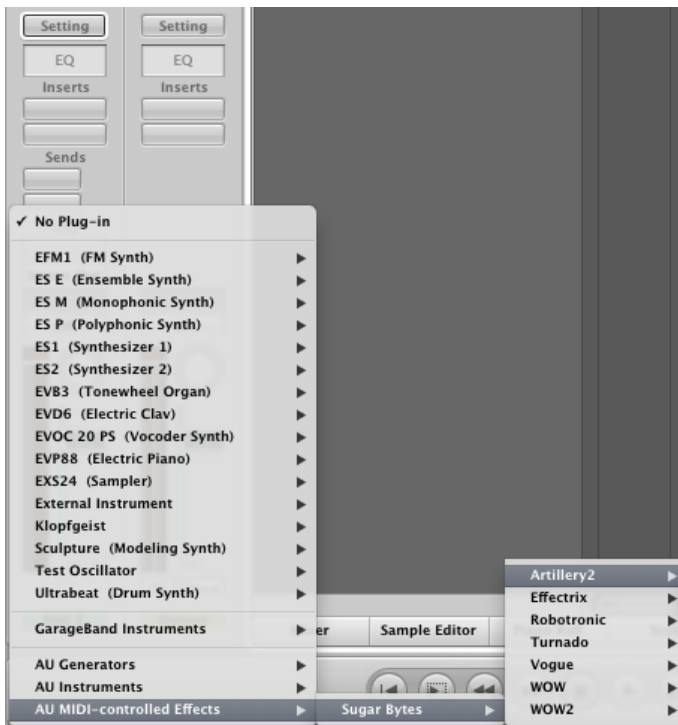 Setting Setting
EQ EQ
Inserts Inserts
Sends
✓ No Plug-in
EFM1 (FM Synth)
ES E (Ensemble Synth)
ES M (Monophonic Synth)
ES P (Polyphonic Synth)
ES1 (Synthesizer 1)
ES2 (Synthesizer 2)
EVB3 (Tonewheel Organ)
EVD6 (Electric Clav)
EVOC 20 PS (Vocoder Synth)
EVP88 (Electric Piano)
EXS24 (Sampler)
External Instrument
Klopfgeist
Sculpture (Modeling Synth)
Test Oscillator
Ultrabeat (Drum Synth)
GarageBand Instruments
er Sample Editor
AU Generators
AU Instruments
AU MIDI-controlled Effects
Sugar Bytes
Artillery2
Effectrix
Robotronic
Turnado
Vogue
WOW
WOW2